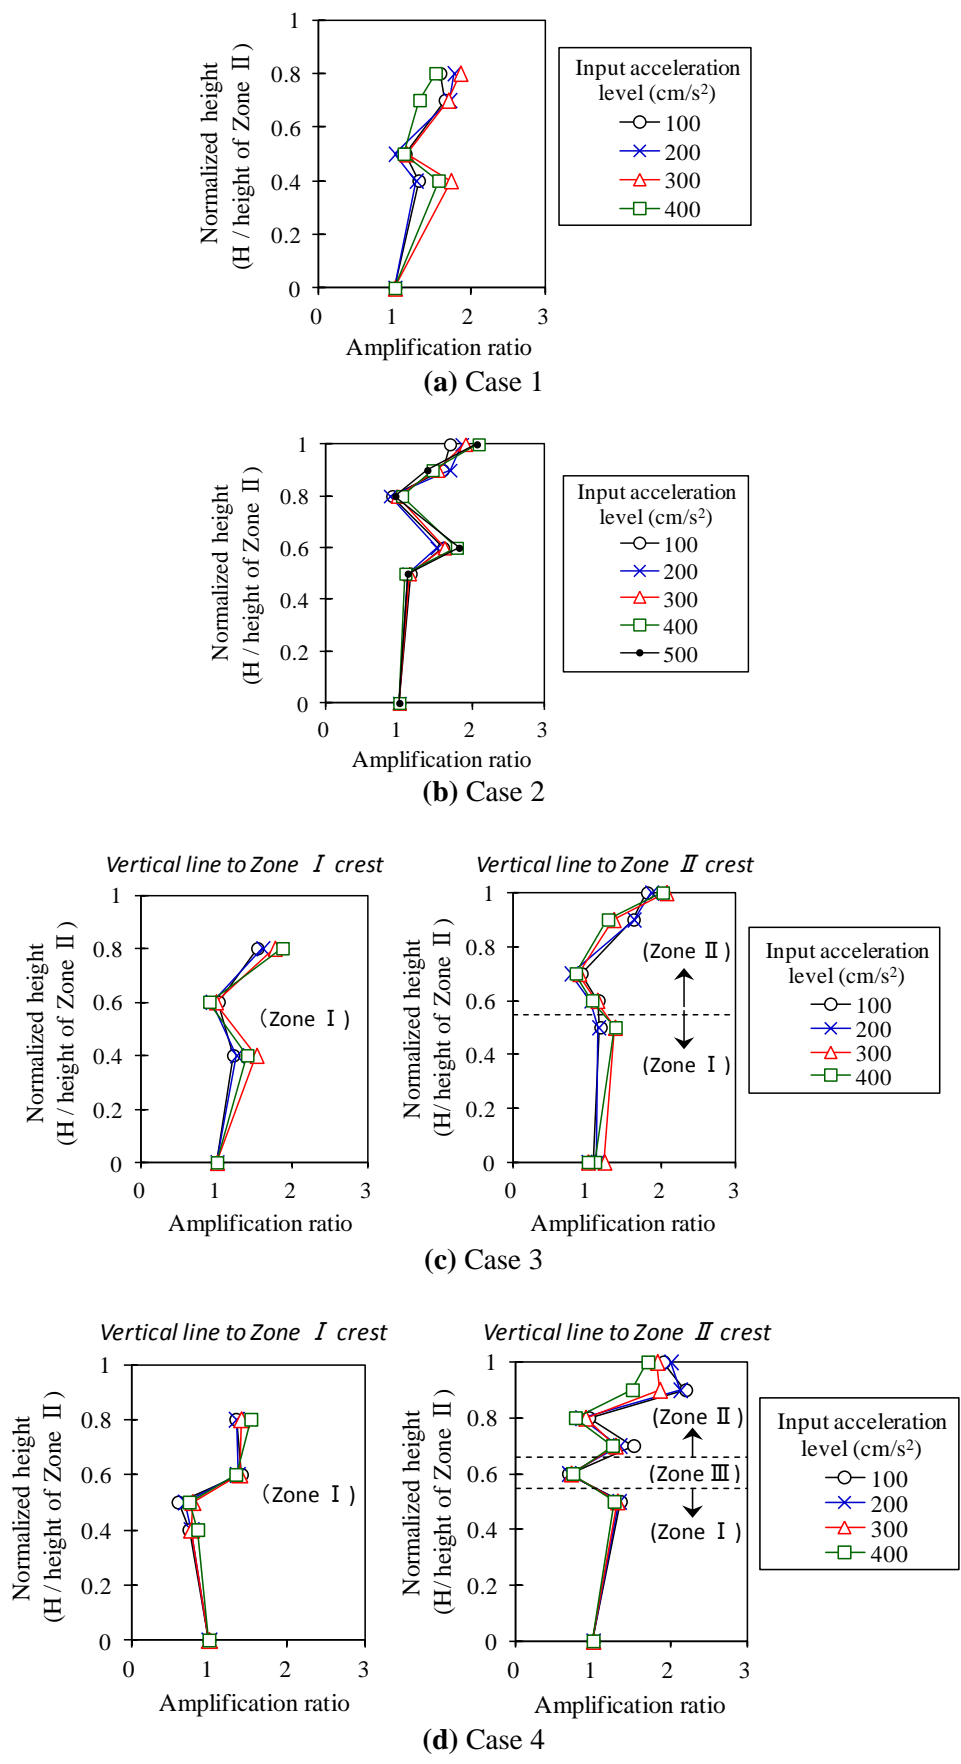 Normalized height
(H / height of Zone Ⅱ)
1
0.8
0.6
0.4
0.2
0
0 1 2 3
Amplification ratio
Input acceleration
level (cm/s²)
100
200
300
400
(a) Case 1
Normalized height
(H / height of Zone Ⅱ)
1
0.8
0.6
0.4
0.2
0
0 1 2 3
Amplification ratio
Input acceleration
level (cm/s²)
100
200
300
400
500
(b) Case 2
Vertical line to Zone Ⅰ crest
Normalized height
(H / height of Zone Ⅱ)
1
0.8
0.6
0.4
0.2
0
(Zone Ⅰ)
0 1 2 3
Amplification ratio
Vertical line to Zone Ⅱ crest
Normalized height
(H/ height of Zone Ⅱ)
1
0.8
0.6
0.4
0.2
0
(Zone Ⅱ)
(Zone Ⅰ)
0 1 2 3
Amplification ratio
Input acceleration
level (cm/s²)
100
200
300
400
(c) Case 3
Vertical line to Zone Ⅰ crest
Normalized height
(H / height of Zone Ⅱ)
1
0.8
0.6
0.4
0.2
0
(Zone Ⅰ)
0 1 2 3
Amplification ratio
Vertical line to Zone Ⅱ crest
Normalized height
(H / height of Zone Ⅱ)
1
0.8
0.6
0.4
0.2
0
(Zone Ⅱ)
(Zone Ⅲ)
(Zone Ⅰ)
0 1 2 3
Amplification ratio
Input acceleration
level (cm/s²)
100
200
300
400
(d) Case 4